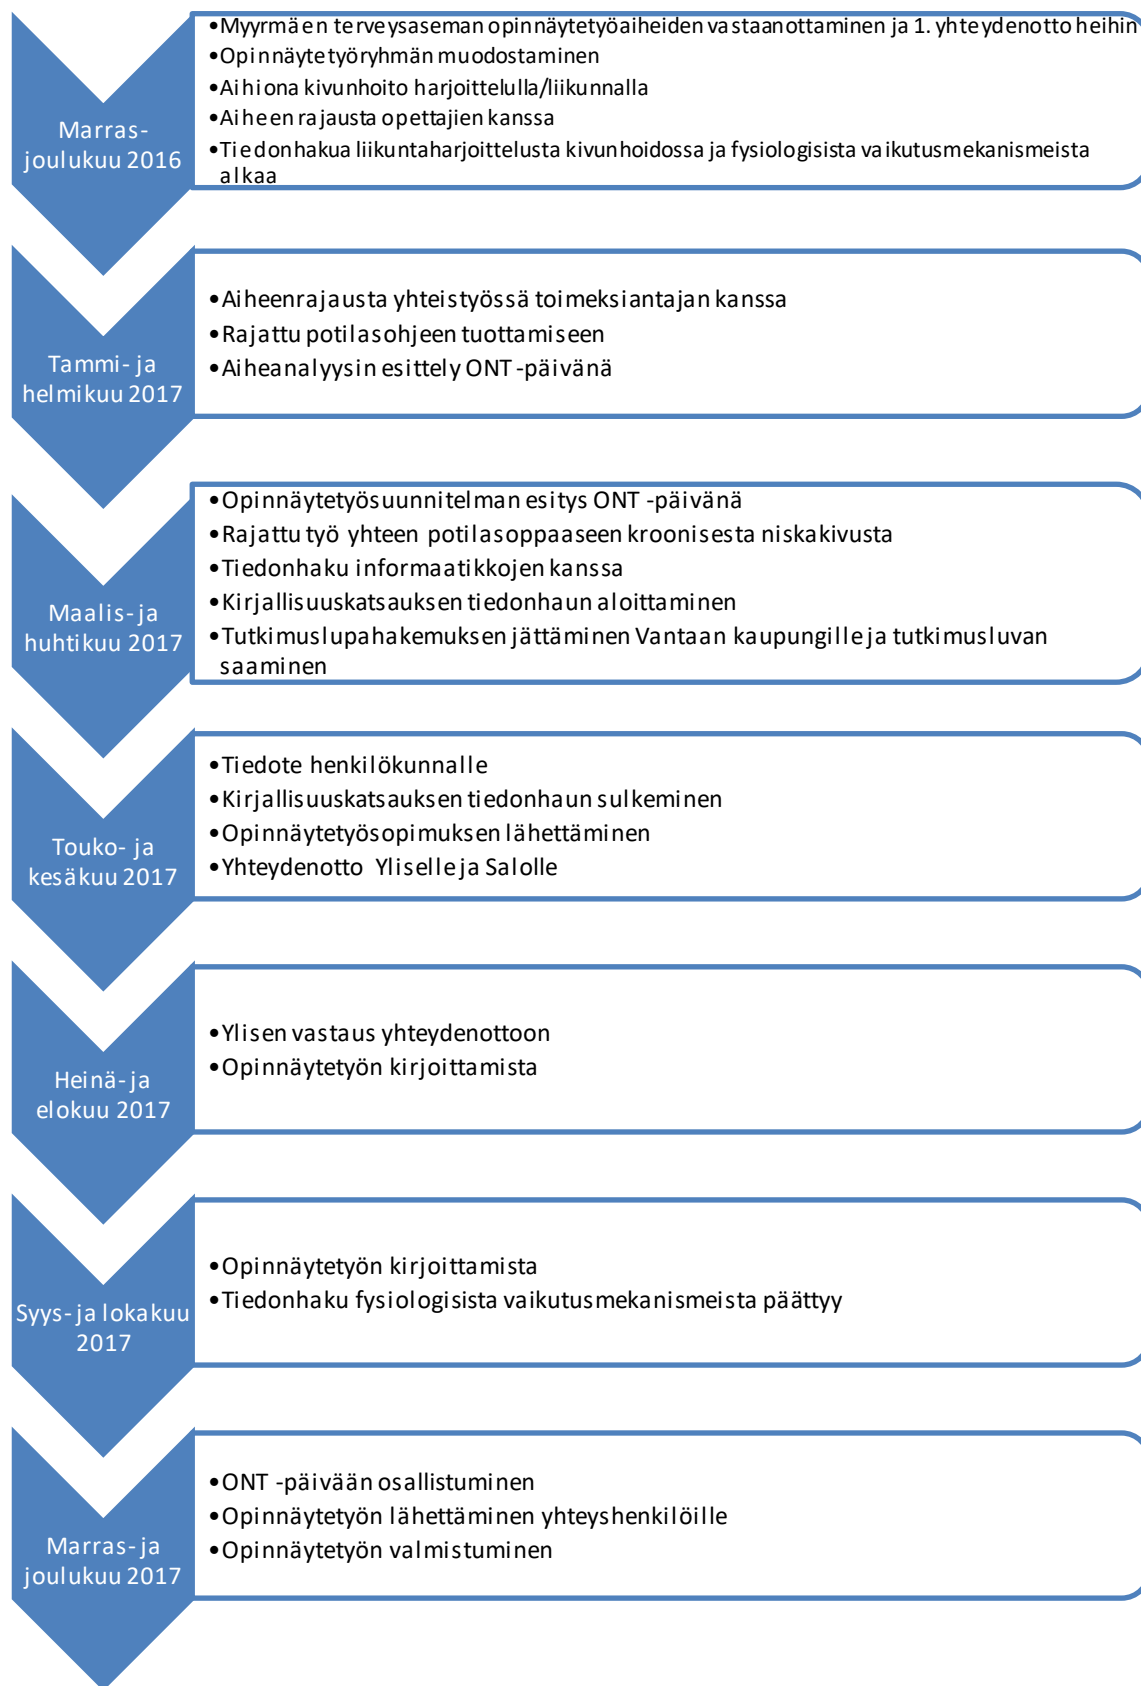 •Myyrmäen terveysaseman opinnäytetyöaiheiden vastaanottaminen ja 1. yhteydenotto heihin
•Opinnäytetyöryhmän muodostaminen
•Aihiona kivunhoito harjoittelulla/liikunnalla
•Aiheen rajausta opettajien kanssa
•Tiedonhakua liikuntaharjoittelusta kivunhoidossa ja fysiologisista vaikutusmekanismeista
alkaa
Marras-
joulukuu 2016
•Aiheenrajausta yhteistyössä toimeksiantajan kanssa
•Rajattu potilasohjeen tuottamiseen
•Aiheanalyysin esittely ONT -päivänä
Tammi- ja
helmikuu 2017
•Opinnäytetyösuunnitelman esitys ONT -päivänä
•Rajattu työ yhteen potilasoppaaseen kroonisesta niskakivusta
•Tiedonhaku informaatikkojen kanssa
•Kirjallisuuskatsauksen tiedonhaun aloittaminen
•Tutkimuslupahakemuksen jättäminen Vantaan kaupungille ja tutkimusluvan
saaminen
Maalis- ja
huhtikuu 2017
•Tiedote henkilökunnalle
•Kirjallisuuskatsauksen tiedonhaun sulkeminen
•Opinnäytetyösopimuksen lähettäminen
•Yhteydenotto Yliselle ja Salolle
Touko- ja
kesäkuu 2017
•Ylisen vastaus yhteydenottoon
•Opinnäytetyön kirjoittamista
Heinä- ja
elokuu 2017
•Opinnäytetyön kirjoittamista
•Tiedonhaku fysiologisista vaikutusmekanismeista päättyy
Syys- ja lokakuu
2017
•ONT -päivään osallistuminen
•Opinnäytetyön lähettäminen yhteyshenkilöille
•Opinnäytetyön valmistuminen
Marras- ja
joulukuu 2017